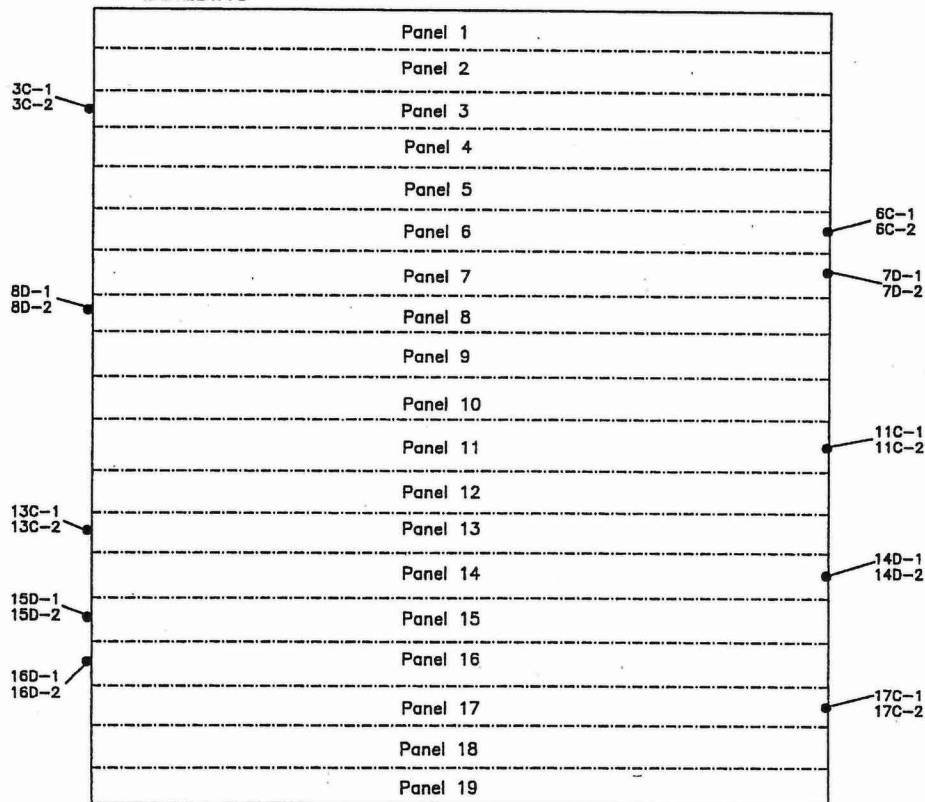 Panel 1
Panel 2
3C-1
3C-2
Panel 3
Panel 4
Panel 5
6C-1
6C-2
Panel 6
Panel 7
7D-1
7D-2
8D-1
8D-2
Panel 8
Panel 9
Panel 10
11C-1
11C-2
Panel 11
Panel 12
13C-1
13C-2
Panel 13
14D-1
14D-2
Panel 14
15D-1
15D-2
Panel 15
Panel 16
16D-1
16D-2
17C-1
17C-2
Panel 17
Panel 18
Panel 19